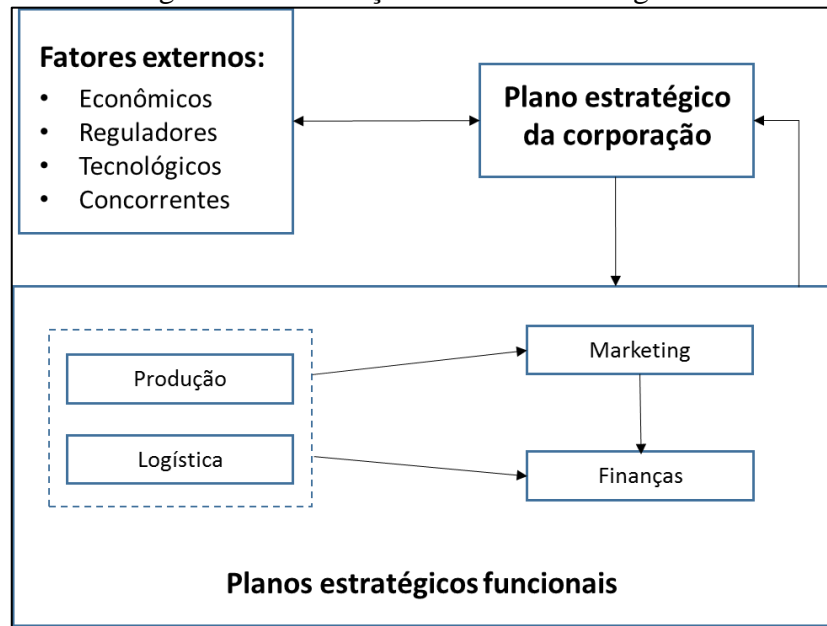 Fatores externos:
• Econômicos
• Reguladores
• Tecnológicos
• Concorrentes
Plano estratégico
da corporação
Produção
Marketing
Logística
Finanças
Planos estratégicos funcionais